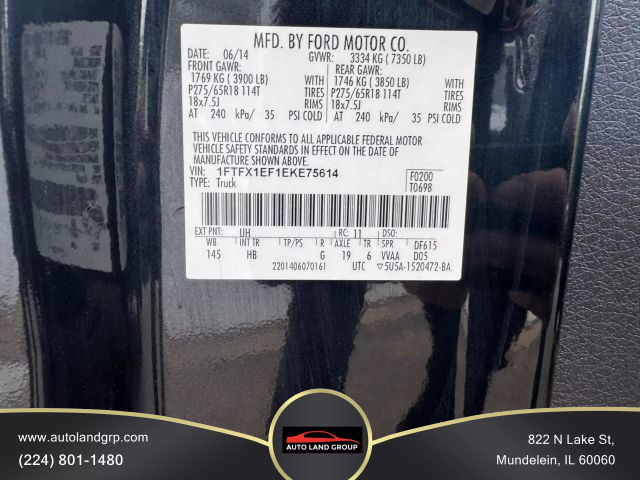 MFD. BY FORD MOTOR CO.
DATE: 06/14 GVWR: 3334 KG ( 7350 LB)
FRONT GAWR: REAR GAWR:
1769 KG ( 3900 LB) WITH 1746 KG ( 3850 LB) WITH
P275/65R18 114T TIRES P275/65R18 114T TIRES
18x7.5J RIMS 18x7.5J RIMS
AT 240 kPa/ 35 PSI COLD AT 240 kPa/ 35 PSI COLD
THIS VEHICLE CONFORMS TO ALL APPLICABLE FEDERAL MOTOR
VEHICLE SAFETY STANDARDS IN EFFECT ON THE DATE OF
MANUFACTURE SHOWN ABOVE.
VIN: 1FTFX1EF1EKE75614 F0200
TYPE: Truck T0698
EXT PNT: UH RC: 11 DSO:
WB INT TR TP/PS R AXLE TR SPR DF615
145 HB G 19 6 VVAA D05
2201406070161 UTC ▽5U5A-1520472-BA
www.autolandgrp.com
(224) 801-1480
AUTO LAND GROUP
822 N Lake St,
Mundelein, IL 60060